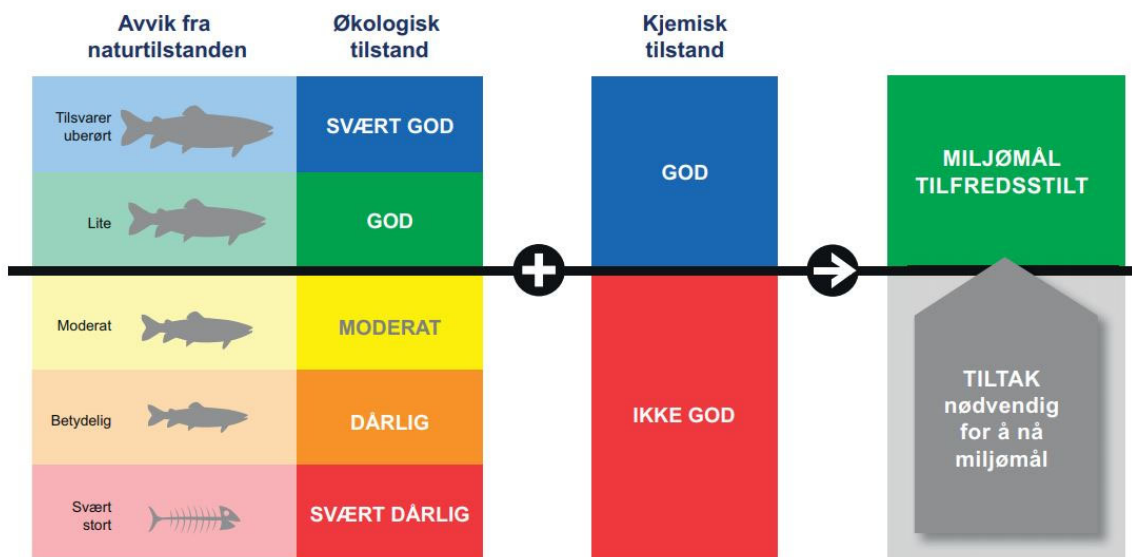 Avvik fra
naturtilstanden
Økologisk
tilstand
Kjemisk
tilstand
Tilsvarer
uberørt
SVÆRT GOD
Lite
GOD
GOD
MILJØMÅL
TILFREDSSTILT
Moderat
MODERAT
Betydelig
DÅRLIG
Svært
stort
SVÆRT DÅRLIG
IKKE GOD
TILTAK
nødvendig
for å nå
miljømål